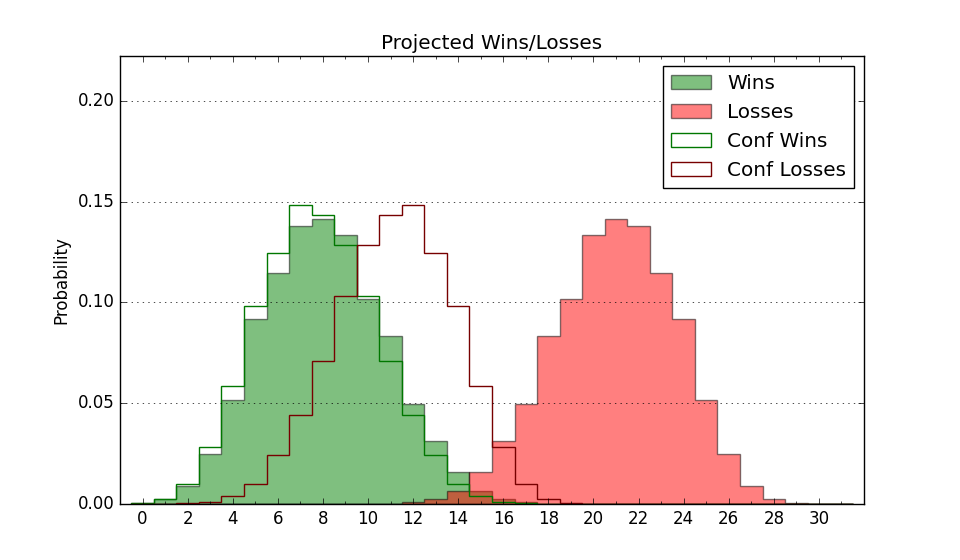 Projected Wins/Losses
Wins
Losses
Conf Wins
Conf Losses
Probability
0.20
0.15
0.10
0.05
0.00
0 2 4 6 8 10 12 14 16 18 20 22 24 26 28 30